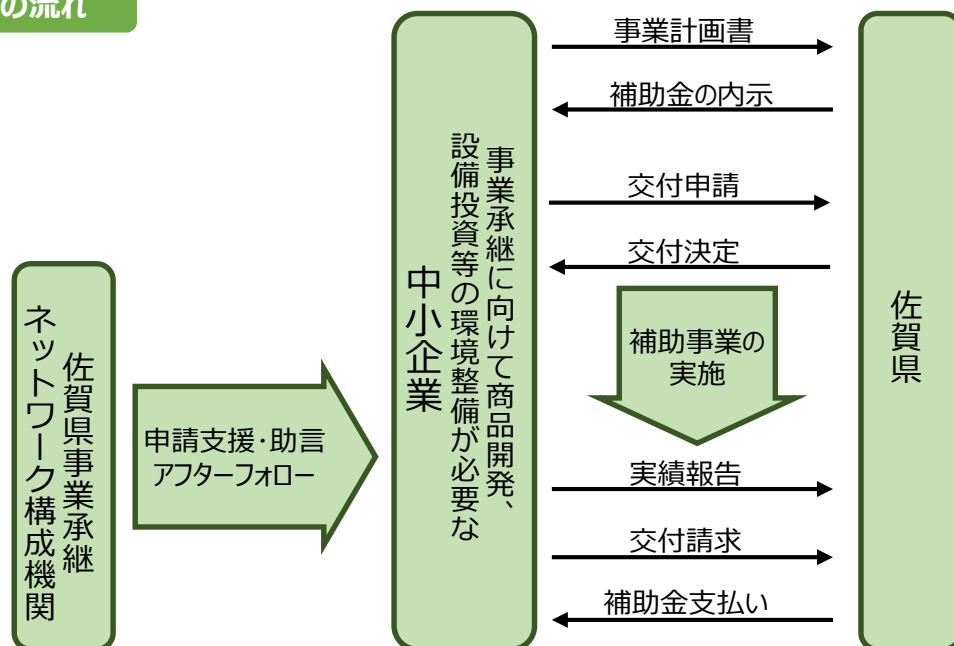 の流れ
佐賀県事業承継
ネットワーク構成機関
申請支援・助言
アフターフォロー
事業承継に向けて商品開発、
設備投資等の環境整備が必要な
中小企業
事業計画書
補助金の内示
交付申請
交付決定
補助事業の
実施
実績報告
交付請求
補助金支払い
佐賀県